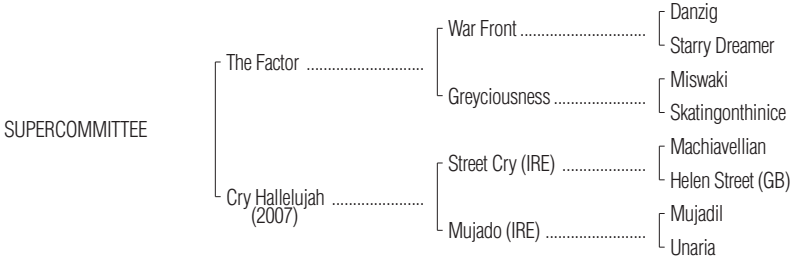 Danzig
War Front ............................
Starry Dreamer
The Factor ..........................
Miswaki
Greyciousness ....................
Skatingonthinice
SUPERCOMMITTEE
Machiavellian
Street Cry (IRE) ..................
Helen Street (GB)
Cry Hallelujah ....................
(2007)
Mujadil
Mujado (IRE) ......................
Unaria